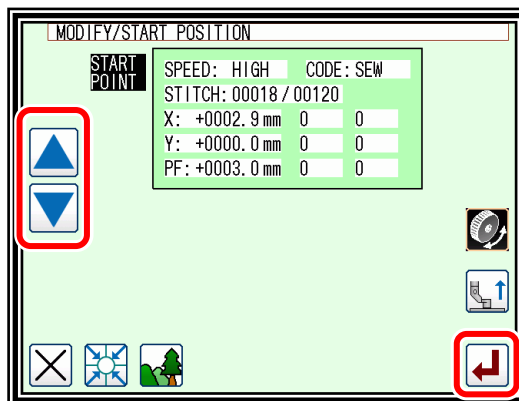 MODIFY/START POSITION
START
POINT
SPEED: HIGH CODE: SEW
STITCH: 00018 / 00120
X: +0002.9 mm 0 0
Y: +0000.0 mm 0 0
PF: +0003.0 mm 0 0